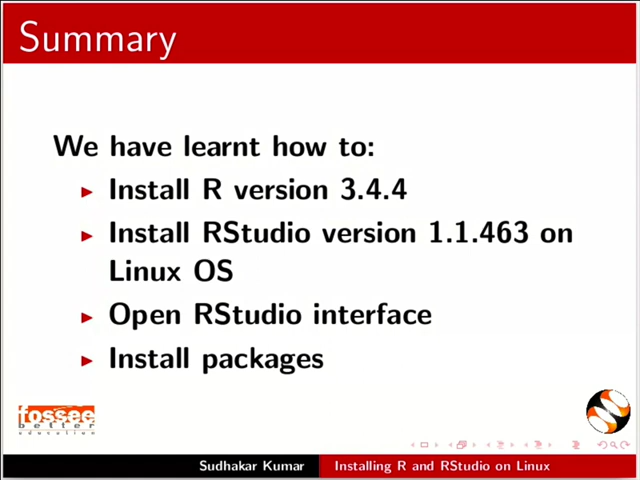 Summary
We have learnt how to:
Install R version 3.4.4
Install RStudio version 1.1.463 on
Linux OS
Open RStudio interface
Install packages
fossee
better
education
Sudhakar Kumar
Installing R and RStudio on Linux